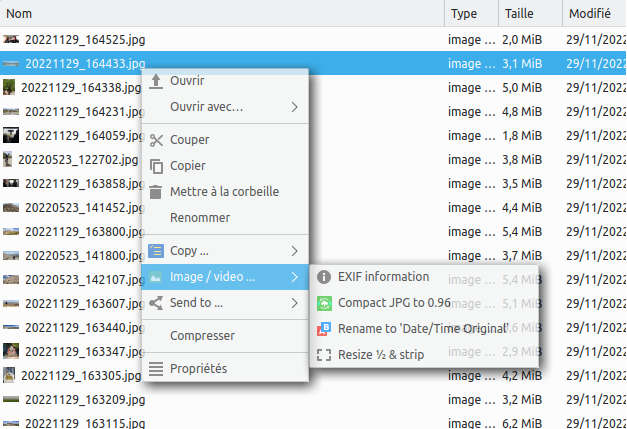 Nom Type Taille Modifié
20221129_164525.jpg image ... 2,0 MiB 29/11/2022
20221129_164433.jpg image ... 3,1 MiB 29/11/2022
20221129_164338.jpg image ... 5,0 MiB 29/11/2022
20221129_164231.jpg image ... 4,8 MiB 29/11/2022
20221129_164059.jpg image ... 1,8 MiB 29/11/2022
20220523_122702.jpg image ... 3,8 MiB 29/11/2022
20221129_163858.jpg image ... 3,5 MiB 29/11/2022
20220523_141452.jpg image ... 4,4 MiB 29/11/2022
20221129_163800.jpg image ... 5,4 MiB 29/11/2022
20220523_141800.jpg image ... 3,7 MiB 29/11/2022
20220523_142107.jpg 5,4 MiB 29/11/2022
20221129_163607.jpg 5,1 MiB 29/11/2022
20221129_163440.jpg ,6 MiB 29/11/2022
20221129_163347.jpg 2,9 MiB 29/11/2022
20221129_163305.jpg image ... 4,2 MiB 29/11/2022
20221129_163209.jpg image ... 3,2 MiB 29/11/2022
20221129_163115.jpg image ... 6,2 MiB 29/11/2022
Ouvrir
Ouvrir avec...
Couper
Copier
Mettre à la corbeille
Renommer
Copy ...
Image / video ...
Send to ...
Compresser
Propriétés
EXIF information
Compact JPG to 0.96
Rename to 'Date/Time Original'
Resize ½ & strip